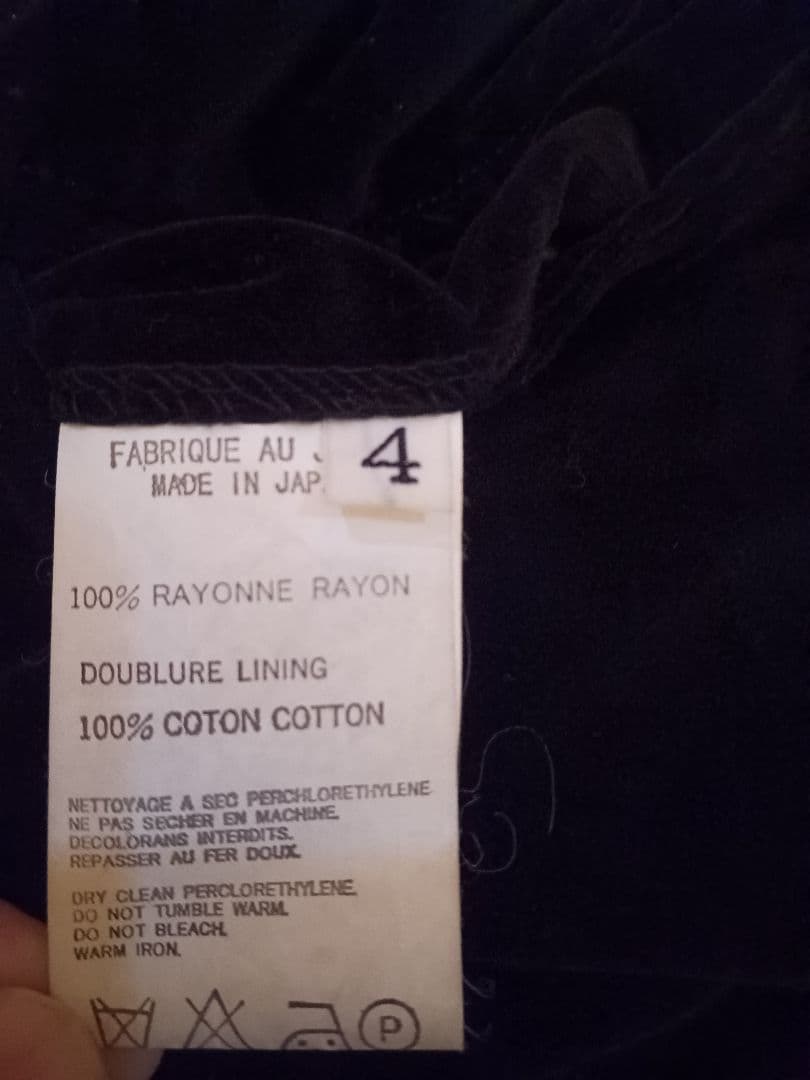 FABRIQUE AU
4
MADE IN JAP
100% RAYONNE RAYON
DOUBLURE LINING
100% COTON COTTON
NETTOYAGE A SEC PERCHLORETHYLENE
NE PAS SECHER EN MACHINE.
DECOLORANS INTERDITS.
REPASSER AU FER DOUX.
DRY CLEAN PERCLORETHYLENE.
DO NOT TUMBLE WARM.
DO NOT BLEACH.
WARM IRON.
P